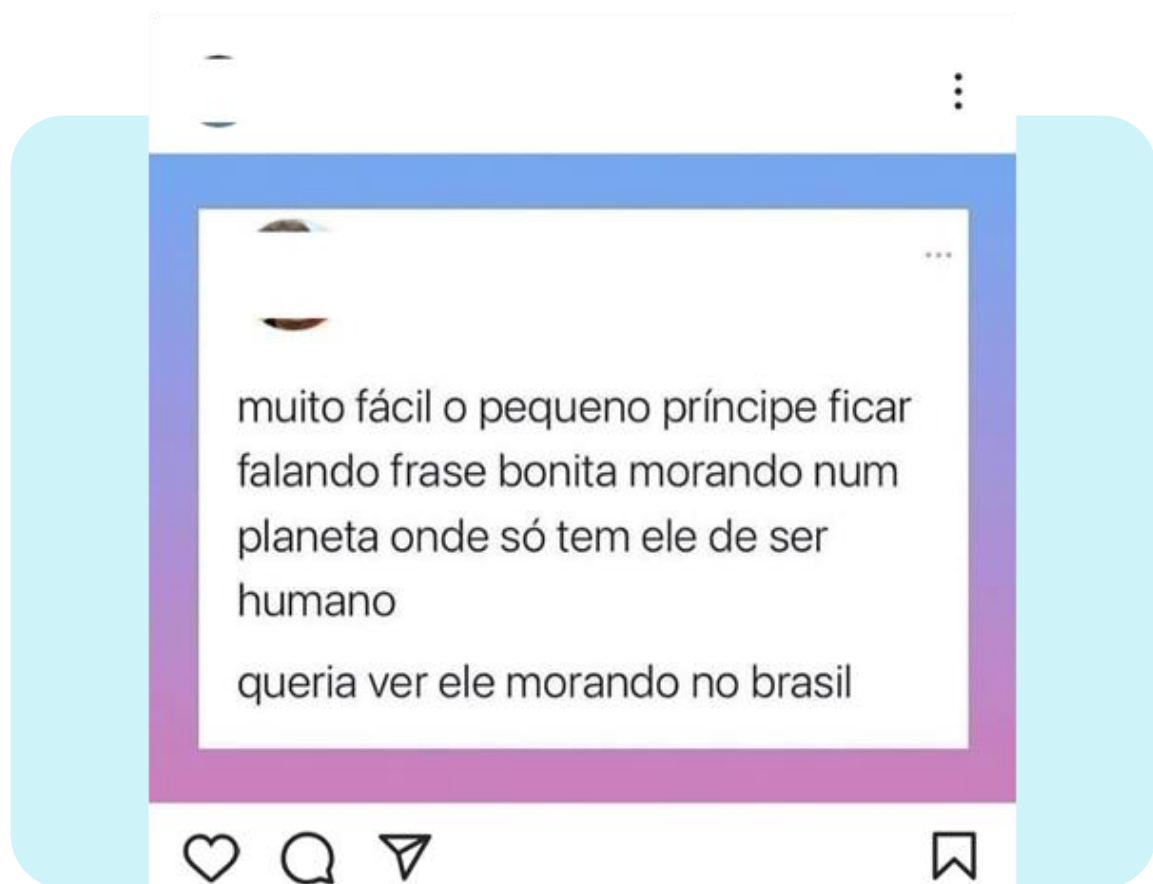 muito fácil o pequeno príncipe ficar
falando frase bonita morando num
planeta onde só tem ele de ser
humano
queria ver ele morando no brasil